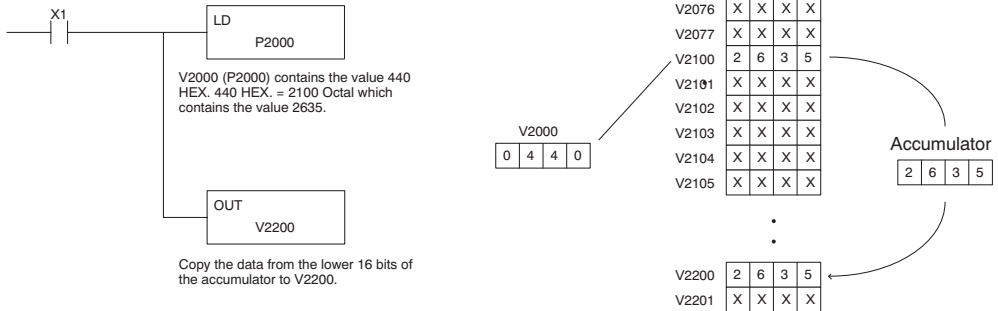 X1
LD
P2000
V2000 (P2000) contains the value 440
HEX. 440 HEX. = 2100 Octal which
contains the value 2635.
OUT
V2200
Copy the data from the lower 16 bits of
the accumulator to V2200.
V2000
0 4 4 0
V2076 X X X X
V2077 X X X X
V2100 2 6 3 5
V2101 X X X X
V2102 X X X X
V2103 X X X X
V2104 X X X X
V2105 X X X X
Accumulator
2 6 3 5
V2200 2 6 3 5
V2201 X X X X